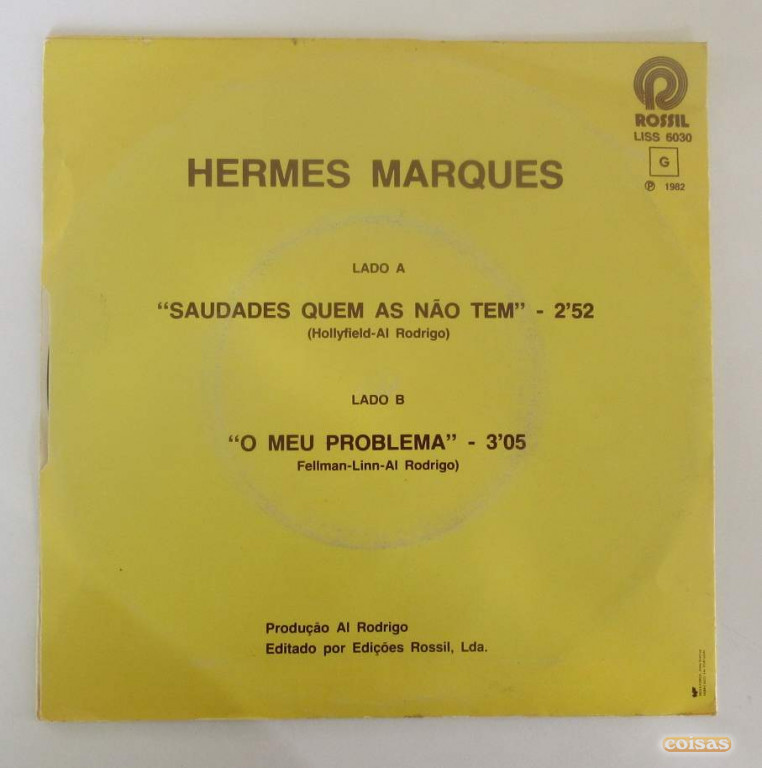 ROSSIL
LISS 6030
G
℗ 1982
HERMES MARQUES
LADO A
“SAUDADES QUEM AS NÃO TEM” - 2’52
(Hollyfield-Al Rodrigo)
LADO B
“O MEU PROBLEMA” - 3’05
Fellman-Linn-Al Rodrigo)
Produção Al Rodrigo
Editado por Edições Rossil, Lda.
coisas